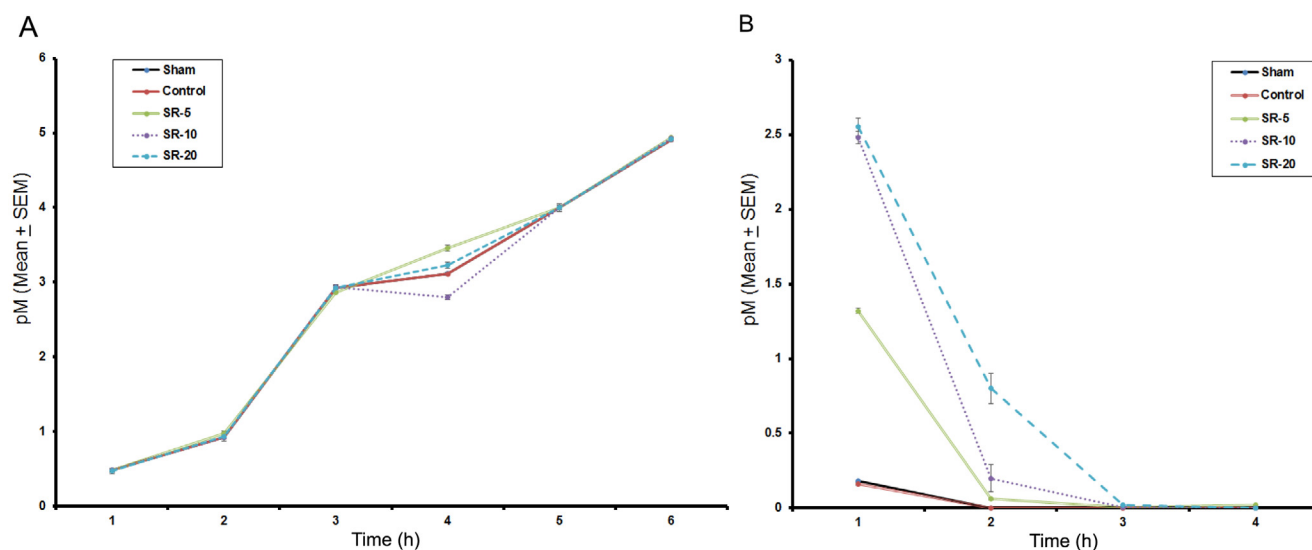 A
pM (Mean ± SEM)
6
5
4
3
2
1
0
Sham
Control
SR-5
SR-10
SR-20
1 2 3 4 5 6
Time (h)
B
pM (Mean ± SEM)
3
2.5
2
1.5
1
0.5
0
Sham
Control
SR-5
SR-10
SR-20
1 2 3 4
Time (h)